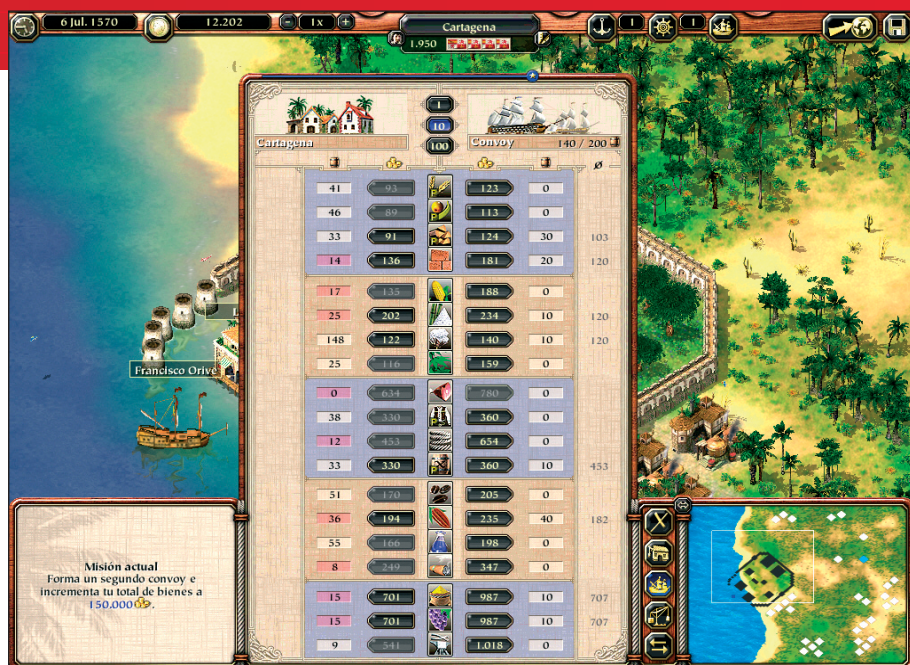 6 Jul. 1570
12.202
1x
Cartagena
1.950
1
1
1
10
100
Cartagena
Convoy 140 / 200
ø
41 93 P 123 0
46 89 P 113 0
33 91 P 124 30 103
14 136 181 20 120
17 135 188 0
25 202 234 10 120
148 122 140 10 120
25 116 159 0
0 634 780 0
38 330 P 360 0
12 453 654 0
33 330 P 360 10 453
51 170 205 0
36 194 235 40 182
55 166 198 0
8 249 347 0
15 701 987 10 707
15 701 987 10 707
9 541 1.018 0
Francisco Orive
Misión actual
Forma un segundo convoy e
incrementa tu total de bienes a
150.000.